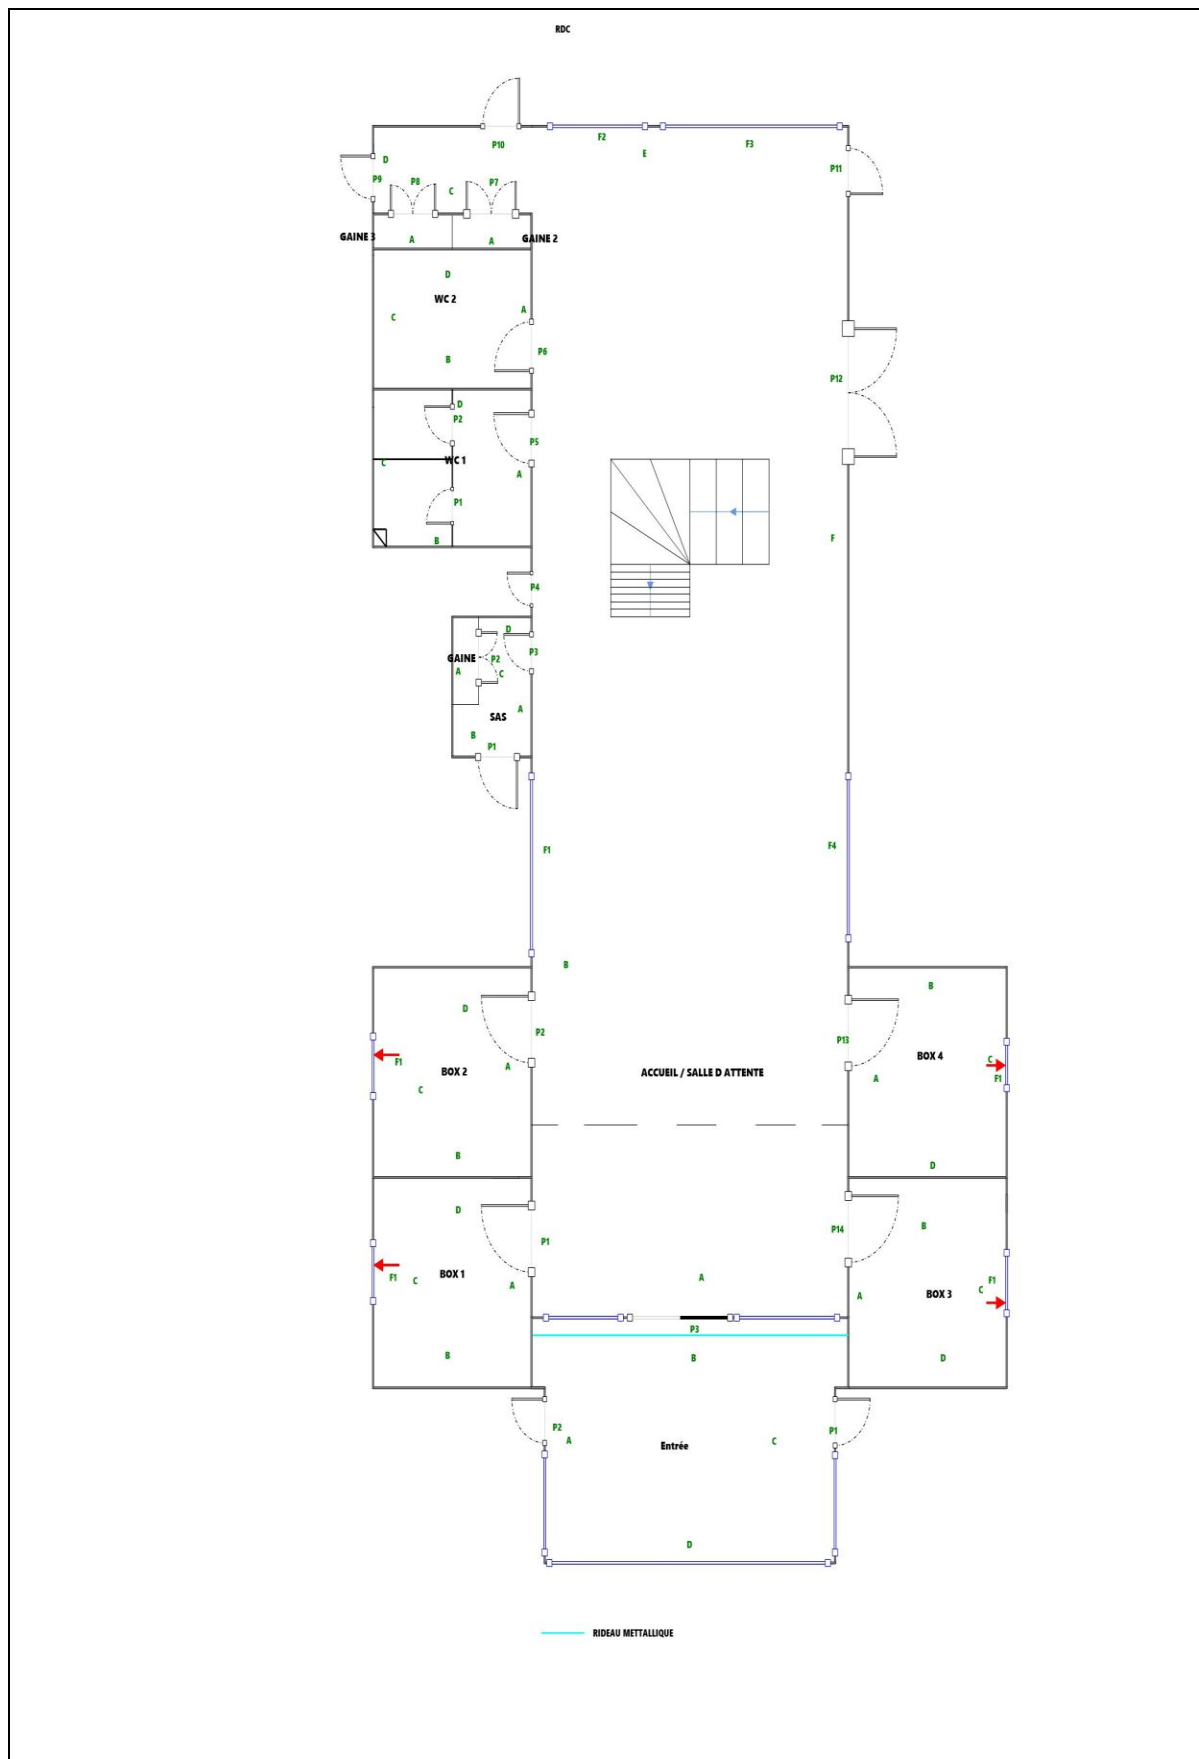 RDC
F2
P10
F3
E
D
P11
P9
P8
P7
C
GAINE 3
A
A
GAINE 2
D
WC 2
A
C
P6
B
P12
D
P2
P5
C
WC 1
A
P1
B
F
P4
D
P3
GAINE
P2
A
C
A
SAS
B
P1
F1
F4
B
B
D
P2
P13
BOX 4
C
F1
A
BOX 2
ACCUEIL / SALLE D ATTENTE
A
F1
C
B
D
D
B
P1
P14
BOX 1
F1
C
A
A
F1
C
BOX 3
A
P3
B
B
D
P2
A
Entrée
C
P1
D
RIDEAU METTALLIQUE